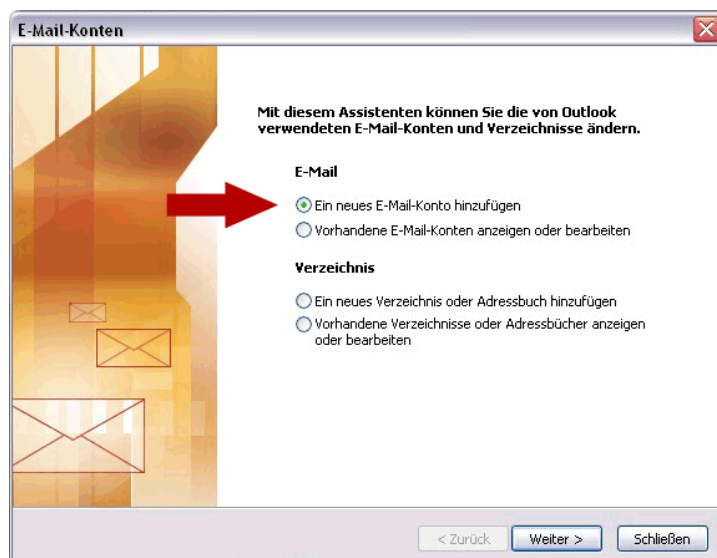 E-Mail-Konten
Mit diesem Assistenten können Sie die von Outlook
verwendeten E-Mail-Konten und Verzeichnisse ändern.
E-Mail
Ein neues E-Mail-Konto hinzufügen
Vorhandene E-Mail-Konten anzeigen oder bearbeiten
Verzeichnis
Ein neues Verzeichnis oder Adressbuch hinzufügen
Vorhandene Verzeichnisse oder Adressbücher anzeigen
oder bearbeiten
< Zurück Weiter > Schließen